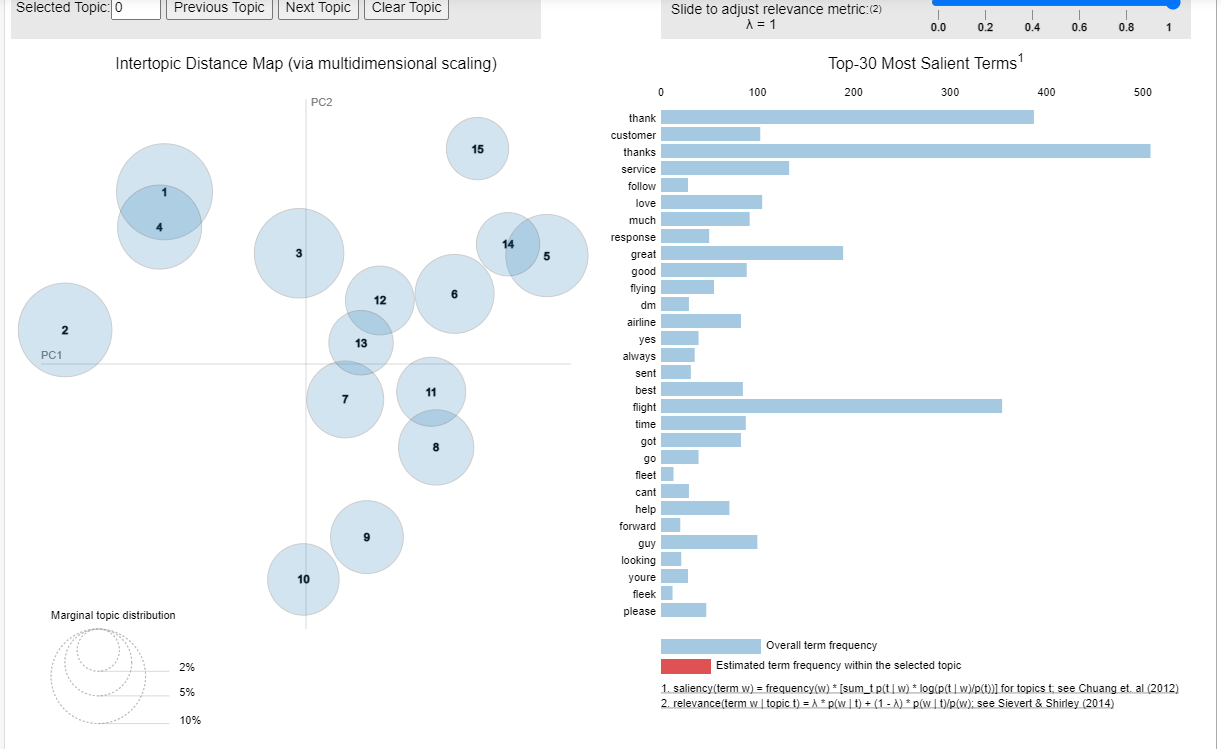 Selected Topic: 0 Previous Topic Next Topic Clear Topic
Slide to adjust relevance metric:(2)
λ = 1
0.0 0.2 0.4 0.6 0.8 1
Intertopic Distance Map (via multidimensional scaling)
PC2
15
1
4
14
3
5
6
12
2
13
PC1
11
7
8
9
10
Marginal topic distribution
2%
5%
10%
Top-30 Most Salient Terms1
0 100 200 300 400 500
thank
customer
thanks
service
follow
love
much
response
great
good
flying
dm
airline
yes
always
sent
best
flight
time
got
go
fleet
cant
help
forward
guy
looking
youre
fleek
please
Overall term frequency
Estimated term frequency within the selected topic
1. saliency(term w) = frequency(w) * [sum_t p(t | w) * log(p(t | w)/p(t))] for topics t; see Chuang et. al (2012)
2. relevance(term w | topic t) = λ * p(w | t) + (1 - λ) * p(w | t)/p(w); see Sievert & Shirley (2014)